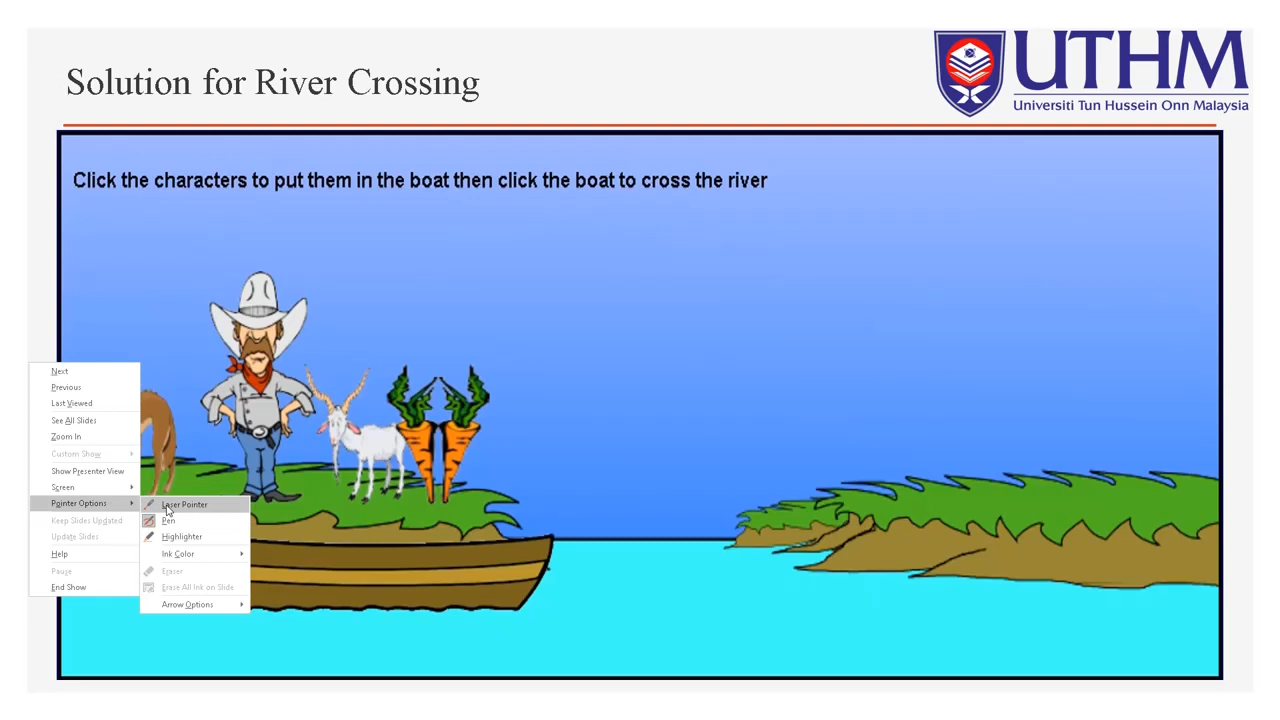 Solution for River Crossing
UTHM
Universiti Tun Hussein Onn Malaysia
Click the characters to put them in the boat then click the boat to cross the river
Next
Previous
Last Viewed
See All Slides
Zoom In
Custom Show
Show Presenter View
Screen
Pointer Options
Keep Slides Updated
Update Slides
Help
Pause
End Show
Laser Pointer
Pen
Highlighter
Ink Color
Eraser
Erase All Ink on Slide
Arrow Options